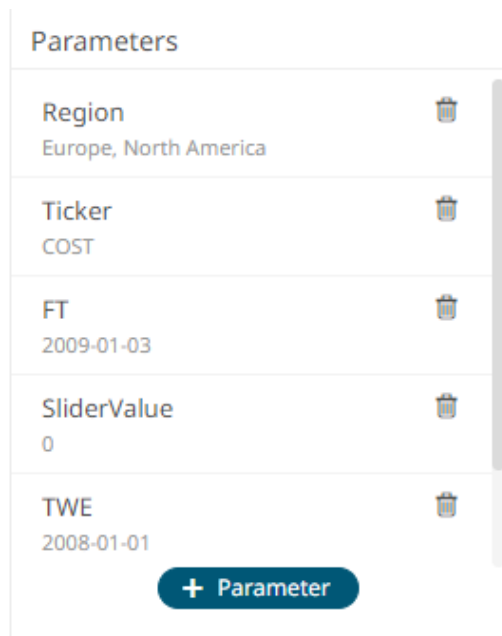 Parameters
Region
Europe, North America
Ticker
COST
FT
2009-01-03
SliderValue
0
TWE
2008-01-01
+ Parameter